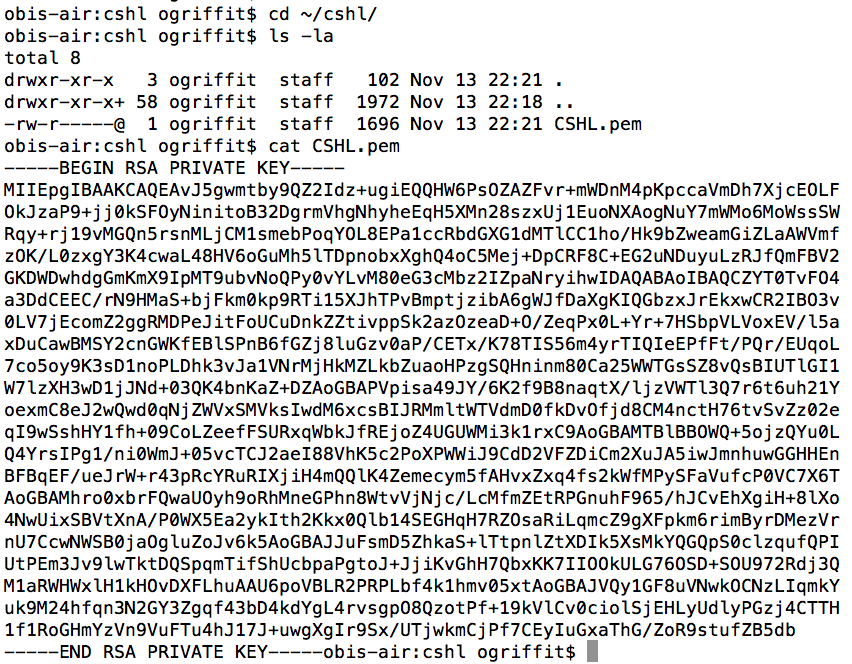 obis-air:cshl ogriffit$ cd ~/cshl/
obis-air:cshl ogriffit$ ls -la
total 8
drwxr-xr-x   3 ogriffit  staff   102 Nov 13 22:21 .
drwxr-xr-x+ 58 ogriffit  staff  1972 Nov 13 22:18 ..
-rw-r-----@  1 ogriffit  staff  1696 Nov 13 22:21 CSHL.pem
obis-air:cshl ogriffit$ cat CSHL.pem
-----BEGIN RSA PRIVATE KEY-----
MIIEpgIBAAKCAQEAvJ5gwmtby9QZ2Idz+ugiEQQHW6PsOZAZFvr+mWDnM4pKpccaVmDh7XjcEOLF
OkJzaP9+jj0kSFOyNinitoB32DgrmVhgNhyheEqH5XMn28szxUj1EuoNXAogNuY7mWMo6MoWssSW
Rqy+rj19vMGQn5rsnMLjCM1smebPoqYOL8EPa1ccRbdGXG1dMTlCC1ho/Hk9bZweamGiZLaAWVmf
zOK/L0zxgY3K4cwaL48HV6oGuMh5lTDpnobxXghQ4oC5Mej+DpCRF8C+EG2uNDuyuLzRJfQmFBV2
GKDWDwhdgGmKmX9IpMT9ubvNoQPy0vYLvM80eG3cMbz2IZpaNryihwIDAQABAoIBAQCZYT0TvFO4
a3DdCEEC/rN9HMaS+bjFkm0kp9RTi15XJhTPvBmptjzibA6gWJfDaXgKIQGbzxJrEkxwCR2IBO3v
0LV7jEcomZ2ggRMDPeJitFoUCuDnkZZtivppSk2azOzeaD+O/ZeqPx0L+Yr+7HSbpVLVoxEV/l5a
xDuCawBMSY2cnGWKfEBlSPnB6fGZj8luGzv0aP/CETx/K78TIS56m4yrTIQIeEPfFt/PQr/EUqoL
7co5oy9K3sD1noPLDhk3vJa1VNrMjHkMZLkbZuaoHPzgSQHninm80Ca25WWTGsSZ8vQsBIUTlGI1
W7lzXH3wD1jJNd+03QK4bnKaZ+DZAoGBAPVpisa49JY/6K2f9B8naqtX/ljzVWTl3Q7r6t6uh21Y
oexmC8eJ2wQwd0qNjZWVxSMVksIwdM6xcsBIJRMmltWTVdmD0fkDvOfjd8CM4nctH76tvSvZz02e
qI9wSshHY1fh+09CoLZeefFSURxqWbkJfREjoZ4UGUWMi3k1rxC9AoGBAMTBlBBOWQ+5ojzQYu0L
Q4YrsIPg1/ni0WmJ+05vcTCJ2aeI88VhK5c2PoXPWWiJ9CdD2VFZDiCm2XuJA5iwJmnhuwGGHHEn
BFBqEF/ueJrW+r43pRcYRuRIXjiH4mQQlK4Zemecym5fAHvxZxq4fs2kWfMPySFaVufcP0VC7X6T
AoGBAMhro0xbrFQwaUOyh9oRhMneGPhn8WtvVjNjc/LcMfmZEtRPGnuhF965/hJCvEhXgiH+8lXo
4NwUixSBVtXnA/P0WX5Ea2ykIth2Kkx0Qlb14SEGHqH7RZOsaRiLqmcZ9gXFpkm6rimByrDMezVr
nU7CcwNWSB0jaOgluZoJv6k5AoGBAJJuFsmD5ZhkaS+lTtpnlZtXDIk5XsMkYQGQpS0clzqufQPI
UtPEm3Jv9lwTktDQSpqmTifShUcbpaPgtoJ+JjiKvGhH7QbxKK7IIOOkULG76OSD+SOU972Rdj3Q
M1aRWHWxlH1kHOvDXFLhuAAU6poVBLR2PRPLbf4k1hmv05xtAoGBAJVQy1GF8uVNwkOCNzLIqmkY
uk9M24hfqn3N2GY3Zgqf43bD4kdYgL4rvsgpO8QzotPf+19kVlCv0ciolSjEHLyUdlyPGzj4CTTH
1f1RoGHmYzVn9VuFTu4hJ17J+uwgXgIr9Sx/UTjwkmCjPf7CEyIuGxaThG/ZoR9stufZB5db
-----END RSA PRIVATE KEY-----obis-air:cshl ogriffit$